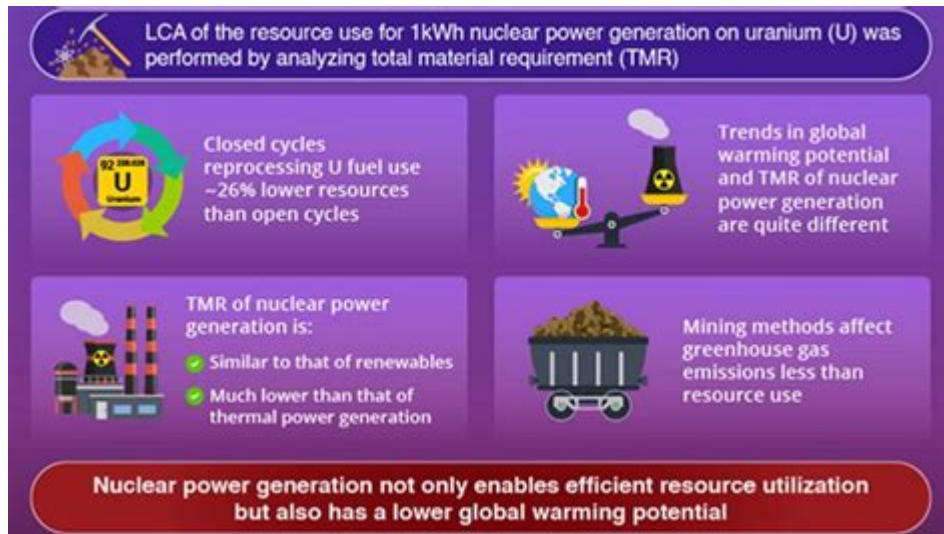 LCA of the resource use for 1kWh nuclear power generation on uranium (U) was
performed by analyzing total material requirement (TMR)
92
U
Uranium
Closed cycles
reprocessing U fuel use
~26% lower resources
than open cycles
Trends in global
warming potential
and TMR of nuclear
power generation
are quite different
TMR of nuclear power
generation is:
Similar to that of renewables
Much lower than that of
thermal power generation
Mining methods affect
greenhouse gas
emissions less than
resource use
Nuclear power generation not only enables efficient resource utilization
but also has a lower global warming potential